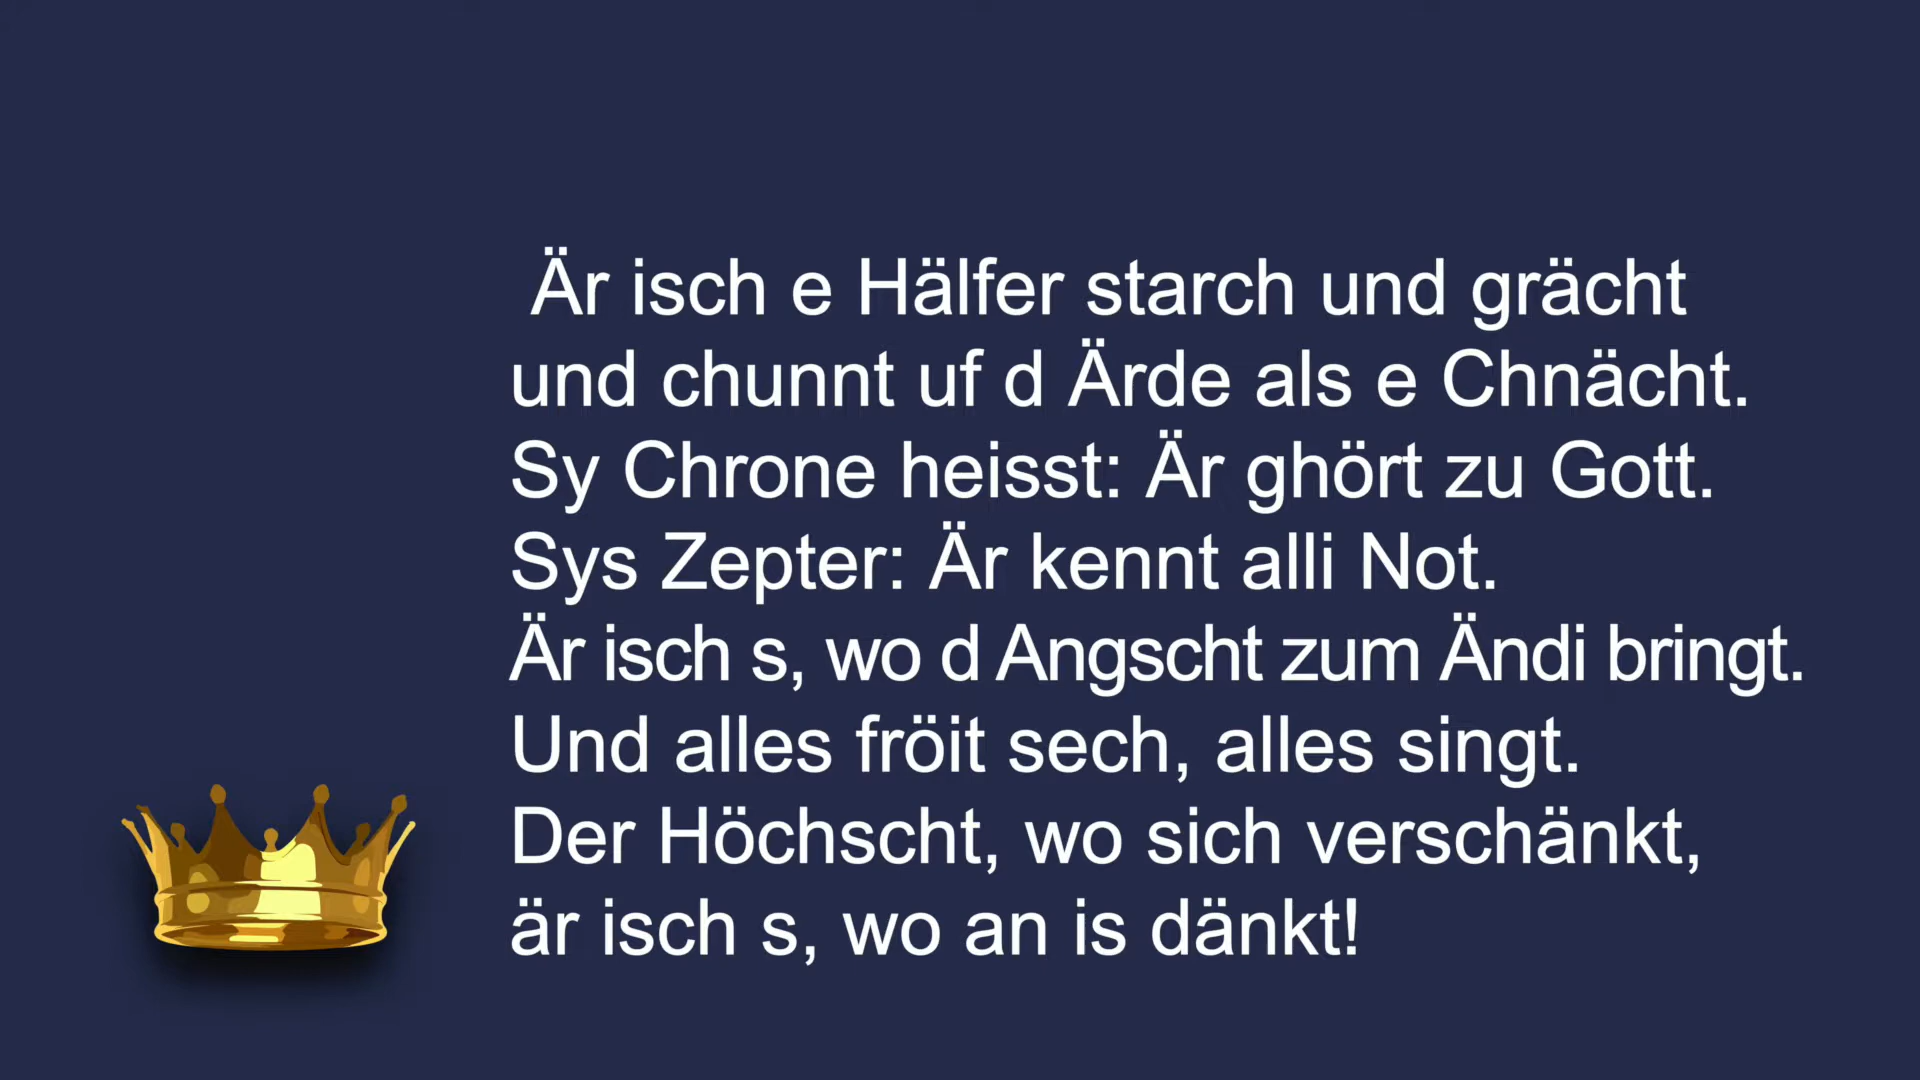 Är isch e Hälfer starch und grächt
und chunnt uf d Ärde als e Chnächt.
Sy Chrone heisst: Är ghört zu Gott.
Sys Zepter: Är kennt alli Not.
Är isch s, wo d Angscht zum Ändi bringt.
Und alles fröit sech, alles singt.
Der Höchscht, wo sich verschänkt,
är isch s, wo an is dänkt!